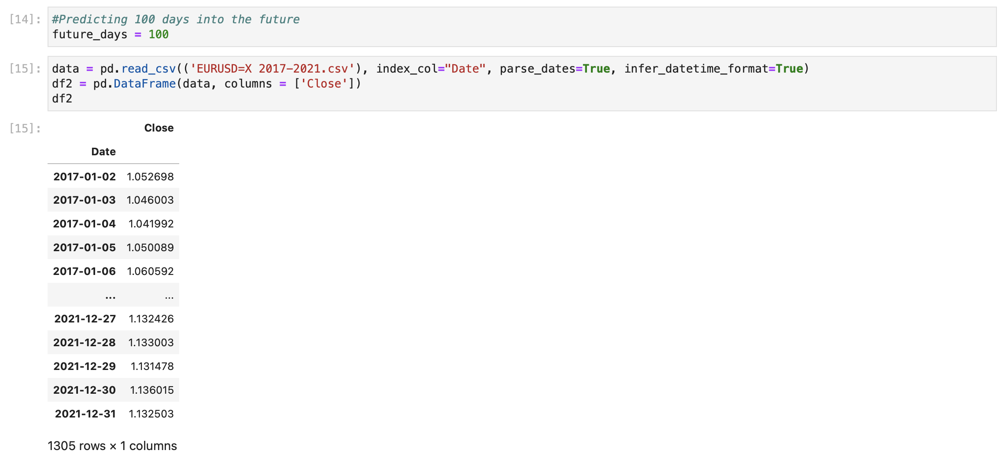 [14]: #Predicting 100 days into the future
future_days = 100
[15]: data = pd.read_csv(('EURUSD=X 2017-2021.csv'), index_col="Date", parse_dates=True, infer_datetime_format=True)
df2 = pd.DataFrame(data, columns = ['Close'])
df2
[15]: Close
Date
2017-01-02 1.052698
2017-01-03 1.046003
2017-01-04 1.041992
2017-01-05 1.050089
2017-01-06 1.060592
... ...
2021-12-27 1.132426
2021-12-28 1.133003
2021-12-29 1.131478
2021-12-30 1.136015
2021-12-31 1.132503
1305 rows × 1 columns